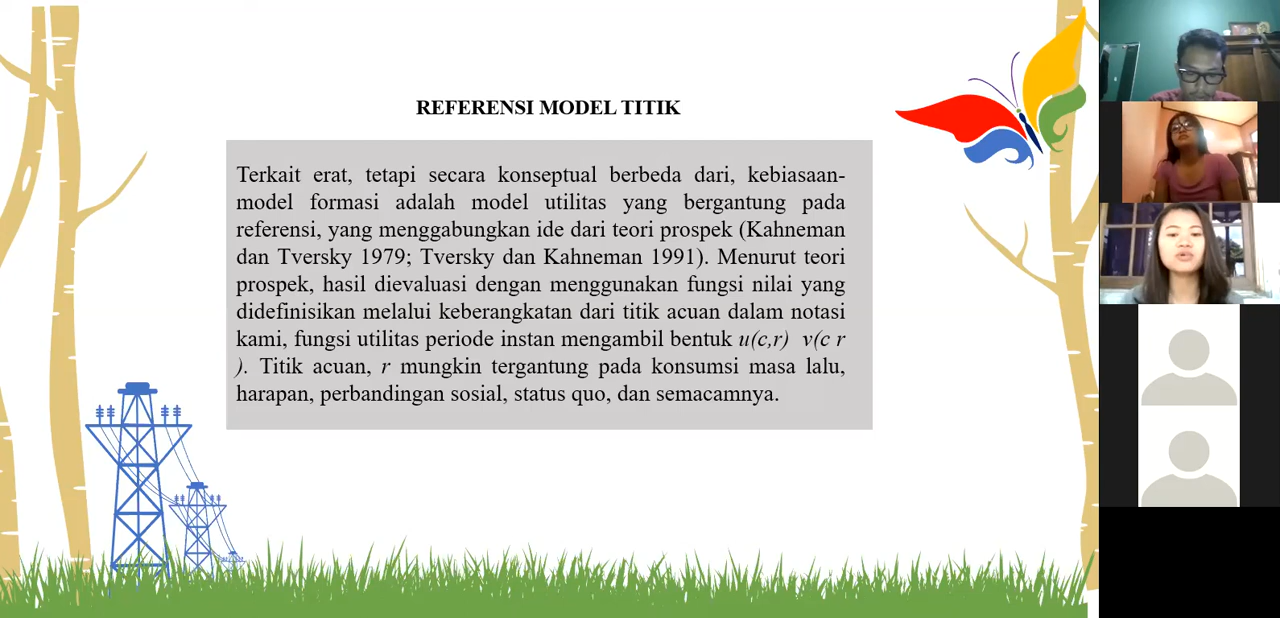 REFERENSI MODEL TITIK
Terkait erat, tetapi secara konseptual berbeda dari, kebiasaan-
model formasi adalah model utilitas yang bergantung pada
referensi, yang menggabungkan ide dari teori prospek (Kahneman
dan Tversky 1979; Tversky dan Kahneman 1991). Menurut teori
prospek, hasil dievaluasi dengan menggunakan fungsi nilai yang
didefinisikan melalui keberangkatan dari titik acuan dalam notasi
kami, fungsi utilitas periode instan mengambil bentuk u(c,r) v(c r
). Titik acuan, r mungkin tergantung pada konsumsi masa lalu,
harapan, perbandingan sosial, status quo, dan semacamnya.